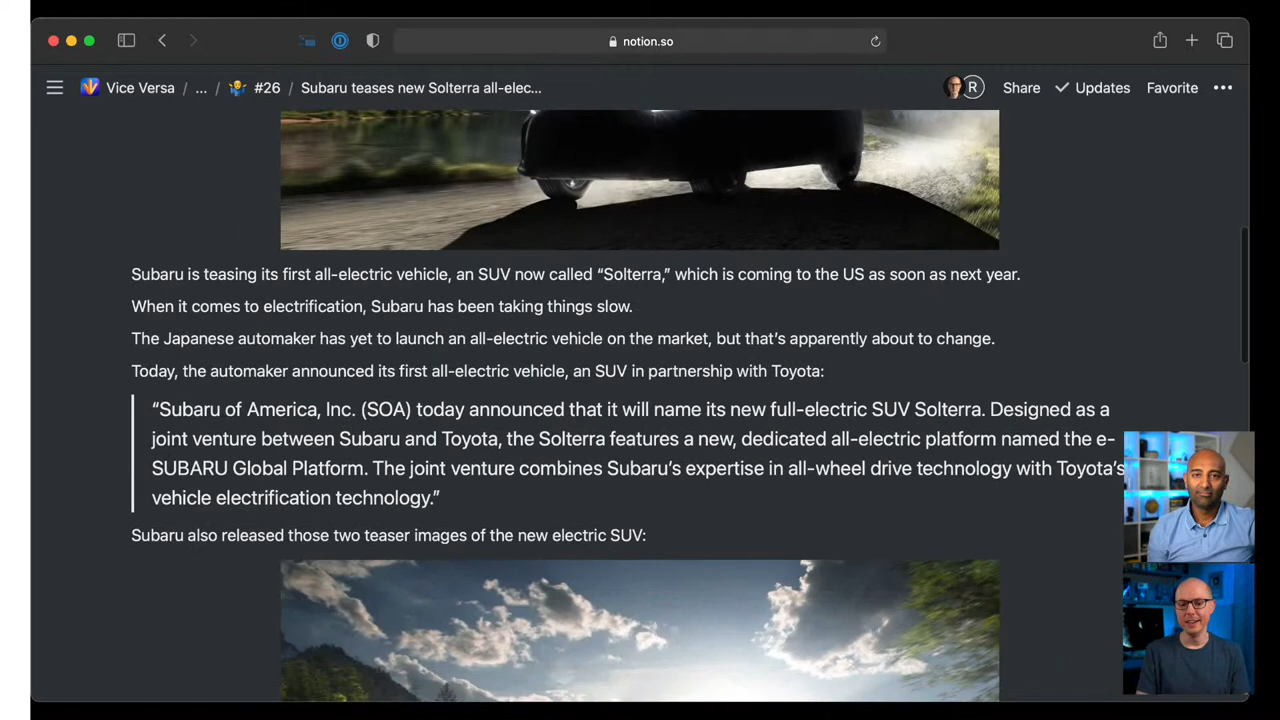 notion.so
Vice Versa / ... / #26 / Subaru teases new Solterra all-elec...
R Share Updates Favorite
Subaru is teasing its first all-electric vehicle, an SUV now called “Solterra,” which is coming to the US as soon as next year.
When it comes to electrification, Subaru has been taking things slow.
The Japanese automaker has yet to launch an all-electric vehicle on the market, but that’s apparently about to change.
Today, the automaker announced its first all-electric vehicle, an SUV in partnership with Toyota:
“Subaru of America, Inc. (SOA) today announced that it will name its new full-electric SUV Solterra. Designed as a
joint venture between Subaru and Toyota, the Solterra features a new, dedicated all-electric platform named the e-
SUBARU Global Platform. The joint venture combines Subaru’s expertise in all-wheel drive technology with Toyota’s
vehicle electrification technology.”
Subaru also released those two teaser images of the new electric SUV: